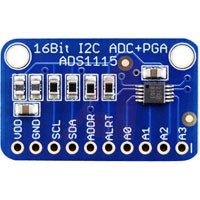 16Bit I2C ADC+PGA
ADS1115
VDD GND SCL SDA ADDR ALRT A0 A1 A2 A3